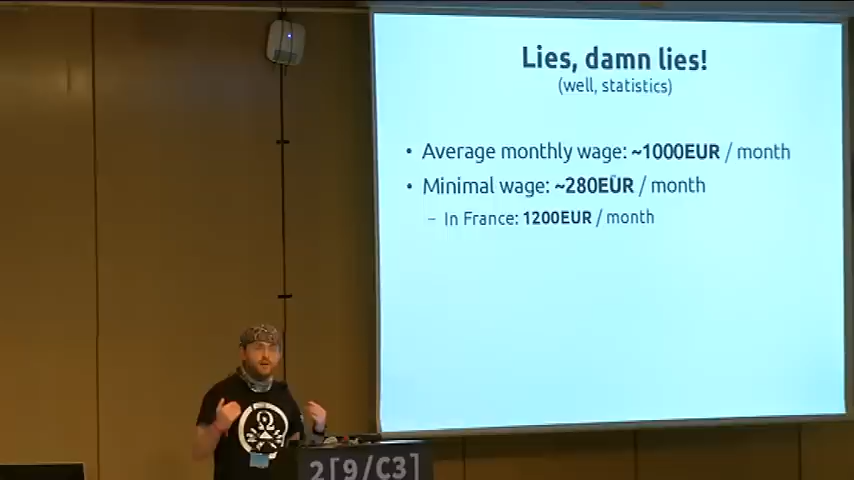 Lies, damn lies!
(well, statistics)
• Average monthly wage: ~1000EUR / month
• Minimal wage: ~280EUR / month
– In France: 1200EUR / month
2[9/C3]